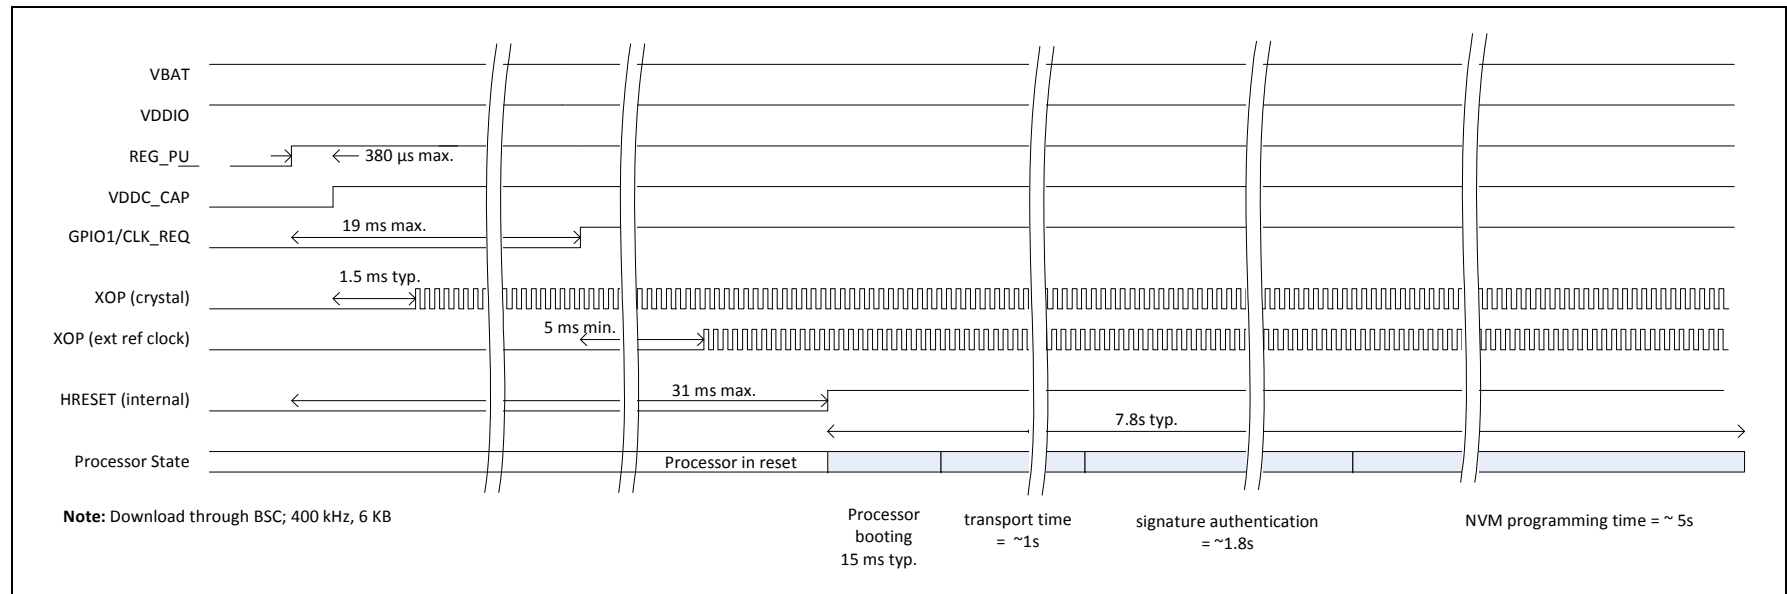 VBAT
VDDIO
REG_PU
380 µs max.
VDDC_CAP
GPIO1/CLK_REQ
19 ms max.
1.5 ms typ.
XOP (crystal)
5 ms min.
XOP (ext ref clock)
31 ms max.
HRESET (internal)
7.8s typ.
Processor State
Processor in reset
Note: Download through BSC; 400 kHz, 6 KB
Processor
booting
15 ms typ.
transport time
= ~1s
signature authentication
= ~1.8s
NVM programming time = ~ 5s